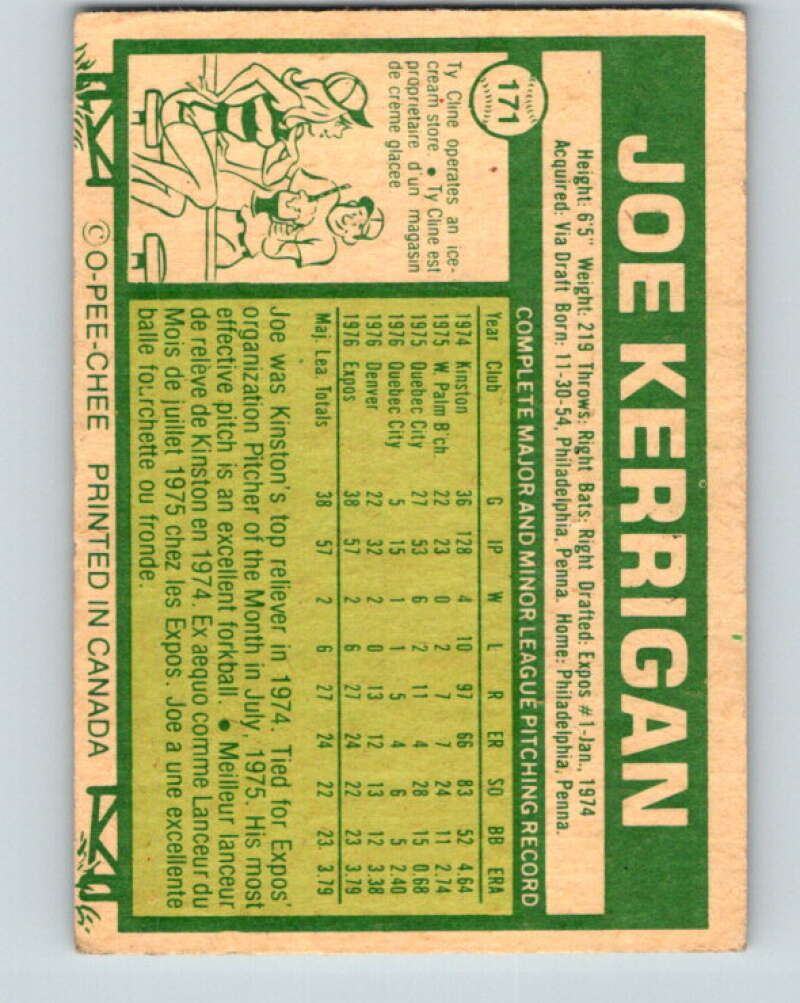 171
JOE KERRIGAN
Height: 6'5" Weight: 219 Throws: Right Bats: Right Drafted: Expos #1-Jan., 1974
Acquired: Via Draft Born: 11-30-54, Philadelphia, Penna. Home: Philadelphia, Penna.
COMPLETE MAJOR AND MINOR LEAGUE PITCHING RECORD
Ty Cline operates an ice-
cream store. • Ty Cline est
propriétaire d'un magasin
de crème glacée
Year Club G IP W L R ER SO BB ERA
1974 Kinston 36 128 4 10 97 66 83 52 4.64
1975 W. Palm B'ch. 22 23 0 2 7 7 24 11 2.74
1975 Quebec City 27 53 6 2 11 4 28 15 0.68
1976 Quebec City 5 15 1 1 5 4 6 5 2.40
1976 Denver 22 32 2 0 13 12 13 12 3.38
1976 Expos 38 57 2 6 27 24 22 23 3.79
Maj. Lea. Totals 38 57 2 6 27 24 22 23 3.79
Joe was Kinston's top reliever in 1974. Tied for Expos'
organization Pitcher of the Month in July, 1975. His most
effective pitch is an excellent forkball. • Meilleur lanceur
de relève de Kinston en 1974. Ex aequo comme Lanceur du
Mois de juillet 1975 chez les Expos. Joe a une excellente
balle fourchette ou fronde.
© O-PEE-CHEE PRINTED IN CANADA